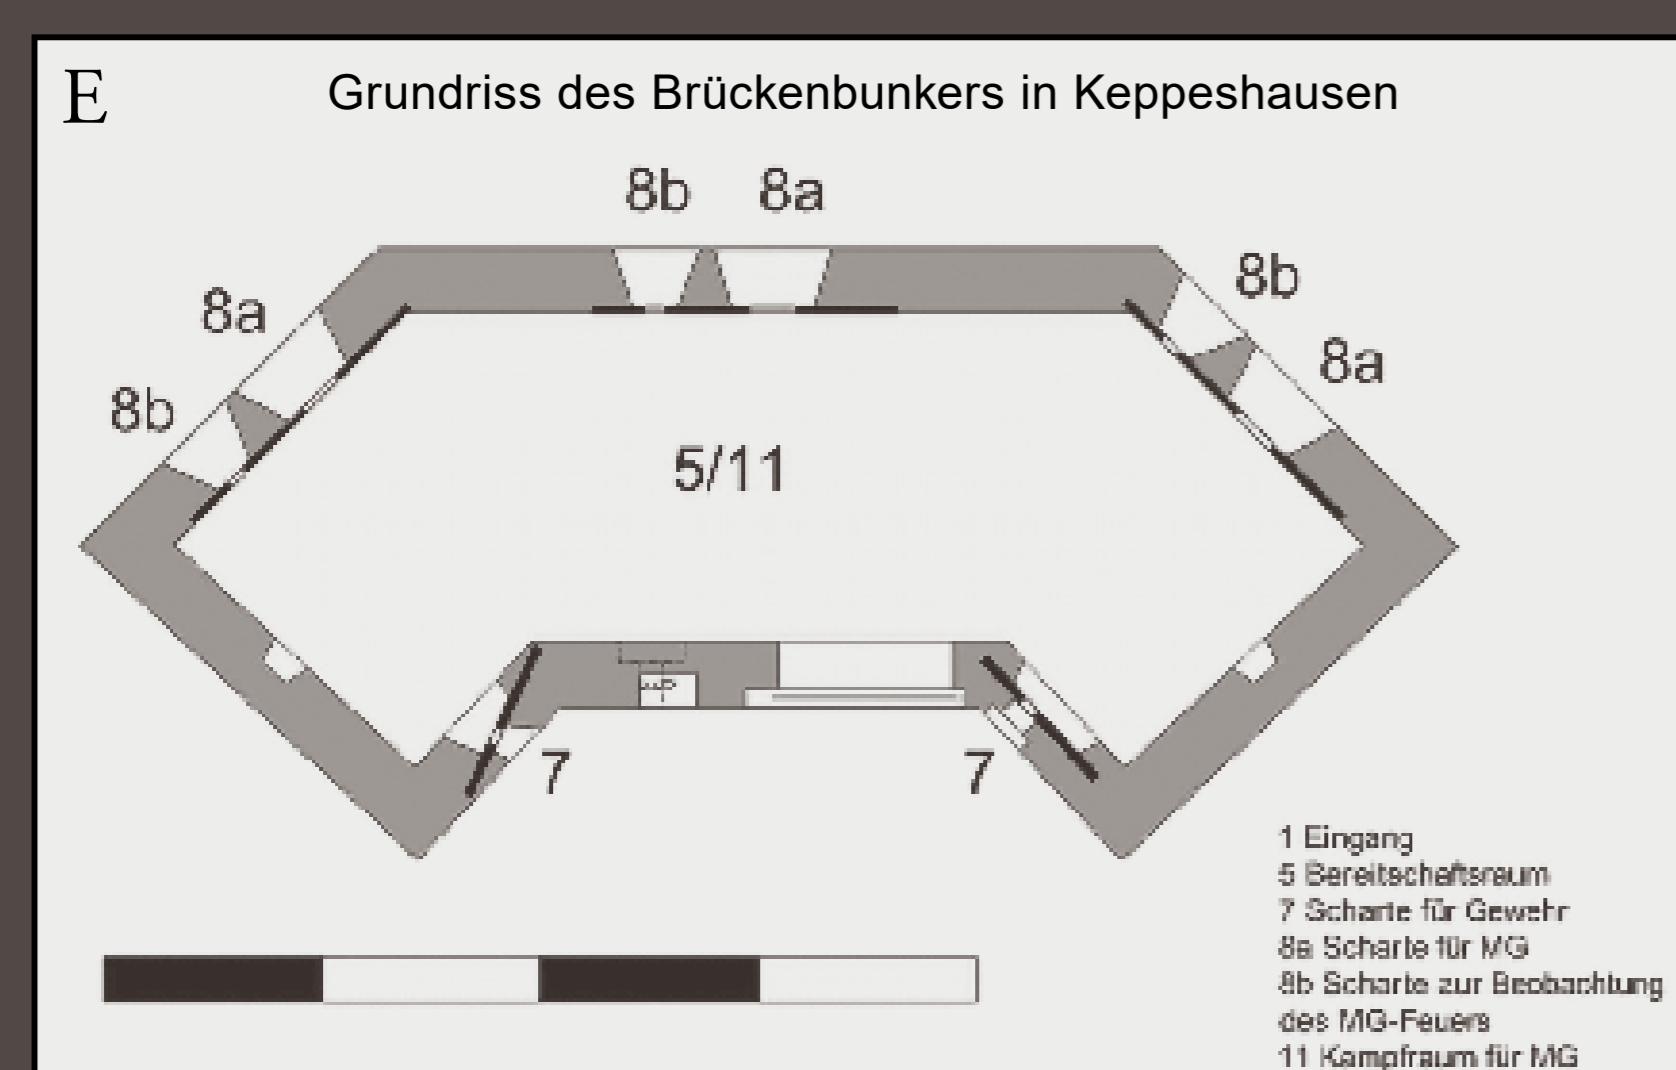 E
Grundriss des Brückenbunkers in Keppeshausen
8b 8a
8a
8b
8b
8a
5/11
7 7
1 Eingang
5 Bereitschaftsraum
7 Scharte für Gewehr
8a Scharte für MG
8b Scharte zur Beobachtung
des MG-Feuers
11 Kampfraum für MG